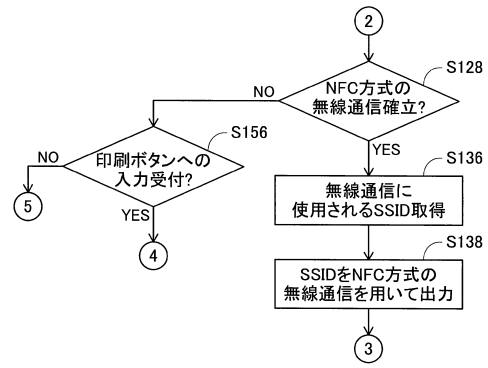 2
S128
NFC方式の
無線通信確立?
NO
YES
S156
印刷ボタンへの
入力受付?
NO
YES
5
4
S136
無線通信に
使用されるSSID取得
S138
SSIDをNFC方式の
無線通信を用いて出力
3